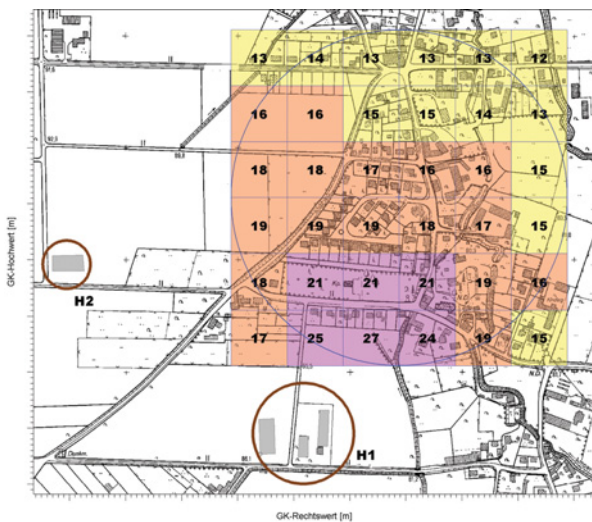 13 14 13 13 13 12
16 16 15 15 14 13
18 18 17 16 16 15
19 19 19 18 17 15
18 21 21 21 19 16
17 25 27 24 19 15
H2
H1
GK-Hochwert [m]
GK-Rechtswert [m]